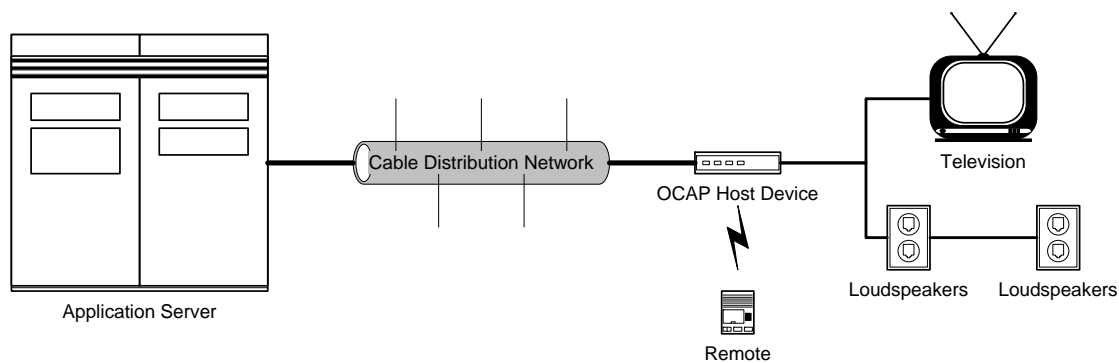 Cable Distribution Network
Television
OCAP Host Device
Loudspeakers
Loudspeakers
Application Server
Remote